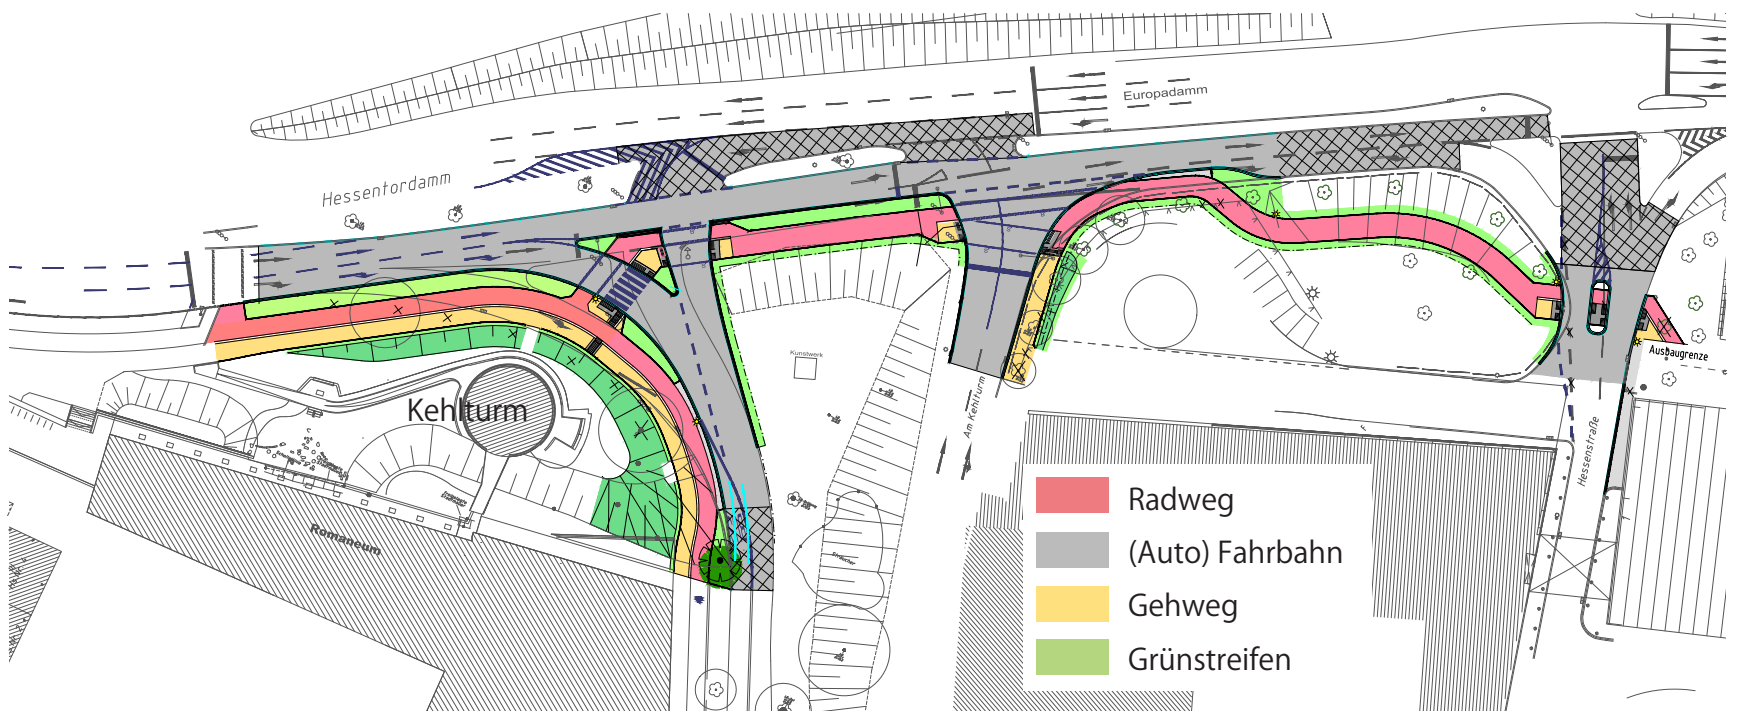 Europadamm
Hessentordamm
Kunstwerk
Ausbaugrenze
Kehlturm
Am Kehlturm
Hessenstraße
Romaneum
Radweg
(Auto) Fahrbahn
Gehweg
Grünstreifen